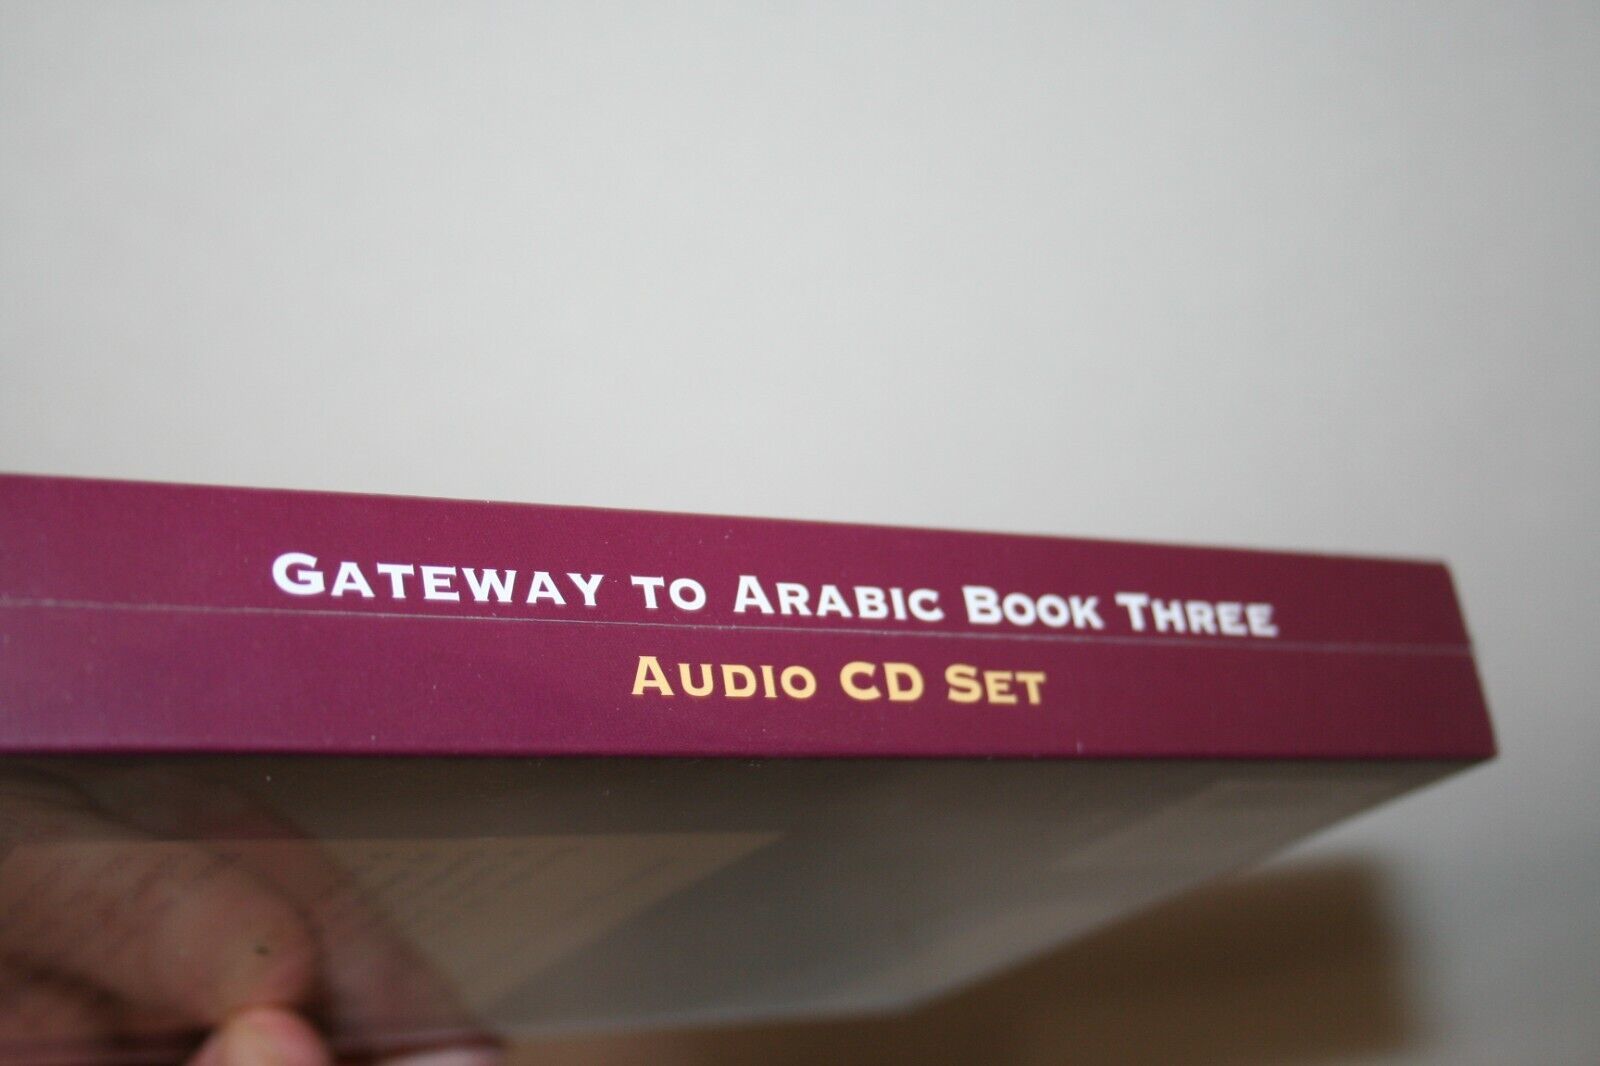 Gateway to Arabic Book Three
Audio CD Set